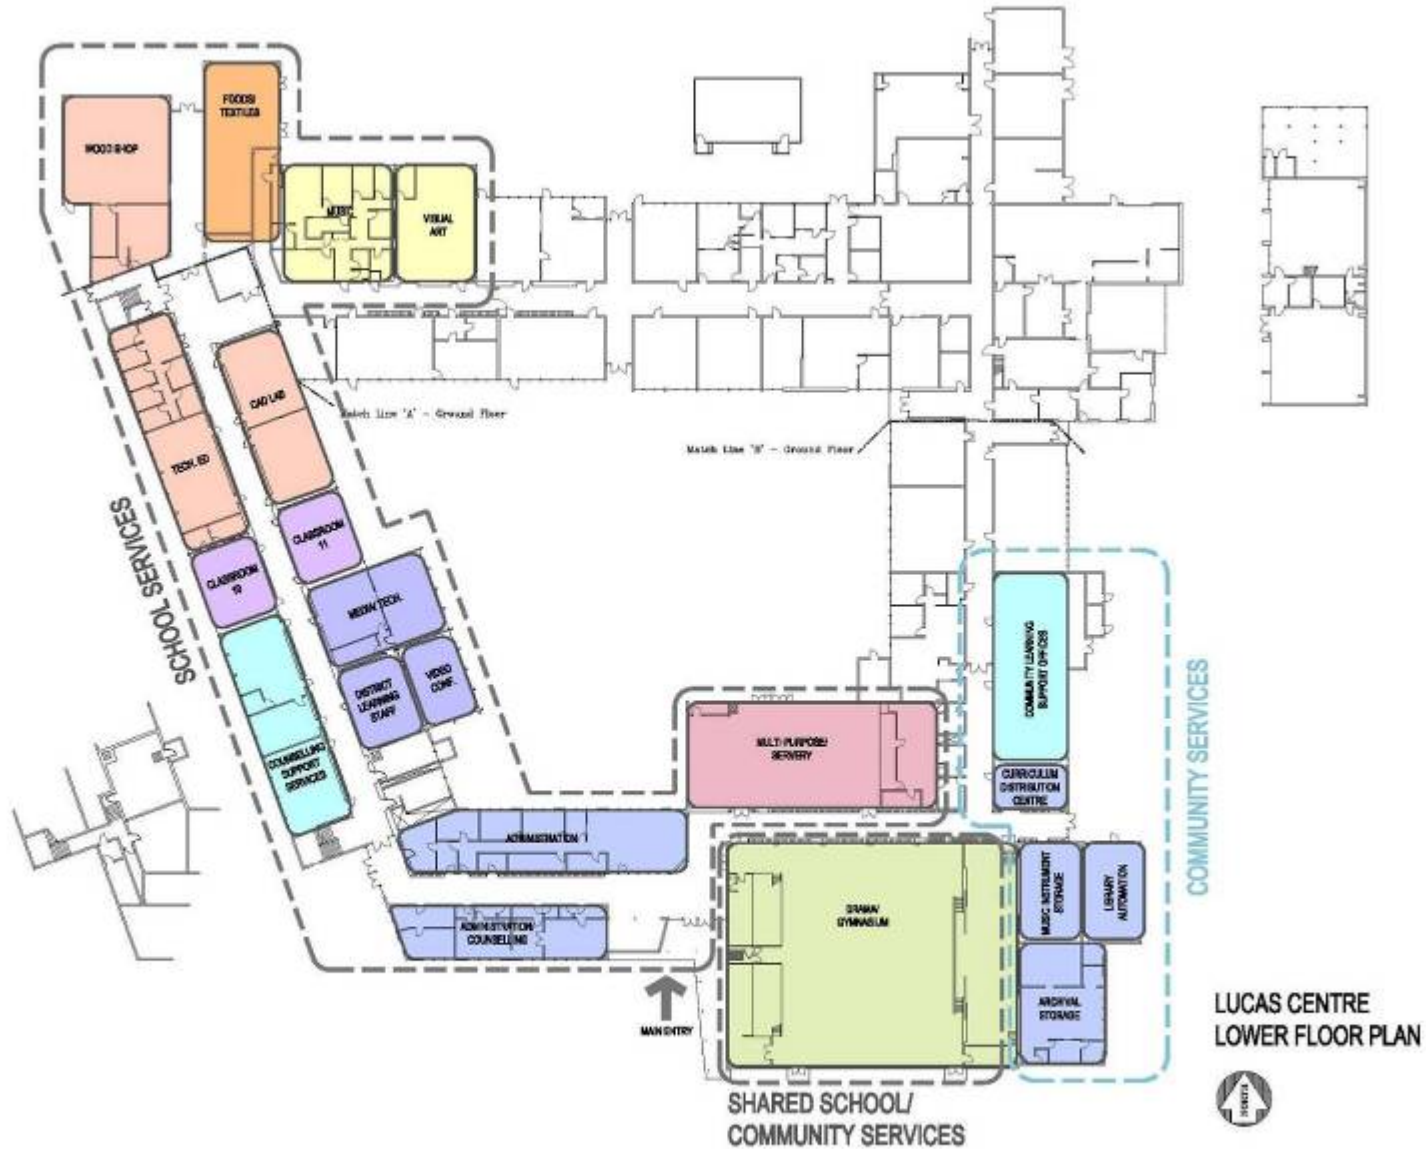 FOODS/
TEXTILES
WOOD SHOP
MUSIC
VISUAL
ART
CAD LAB
Match Line 'A' - Ground Floor
Match Line 'B' - Ground Floor
TECH. ED
SCHOOL SERVICES
CLASSROOM
11
CLASSROOM
10
MEDIA/TECH.
DISTRICT
LEARNING
STAFF
VIDEO
CONF.
COUNSELLING
SUPPORT
SERVICES
COMMUNITY LEARNING
SUPPORT OFFICES
COMMUNITY SERVICES
MULTI-PURPOSE/
SERVERY
CURRICULUM
DISTRIBUTION
CENTRE
ADMINISTRATION
DRAMA/
GYMNASIUM
MUSIC INSTRUMENT
STORAGE
LIBRARY
AUTOMATION
ADMINISTRATION/
COUNSELLING
ARCHIVAL
STORAGE
MAIN ENTRY
LUCAS CENTRE
LOWER FLOOR PLAN
SHARED SCHOOL/
COMMUNITY SERVICES